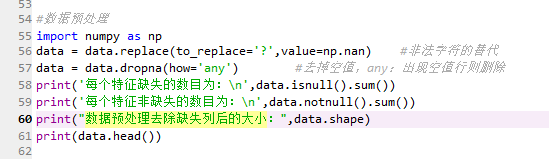 53
54 #数据预处理
55 import numpy as np
56 data = data.replace(to_replace='?',value=np.nan) #非法字符的替代
57 data = data.dropna(how='any') #去掉空值，any：出现空值行则删除
58 print('每个特征缺失的数目为：\n',data.isnull().sum())
59 print('每个特征非缺失的数目为：\n',data.notnull().sum())
60 print("数据预处理去除缺失列后的大小：",data.shape)
61 print(data.head())
62